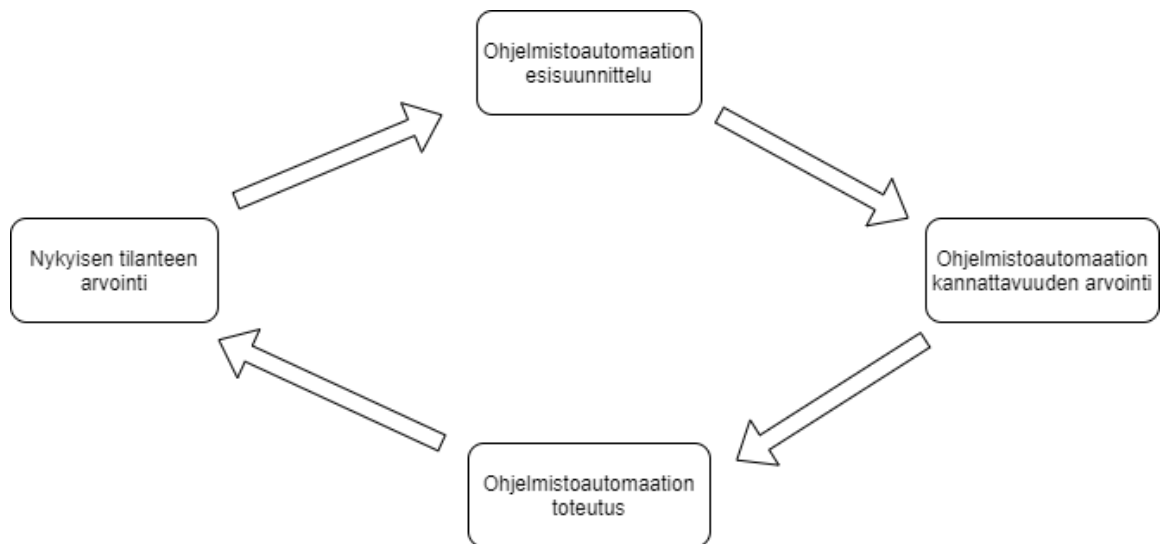 Ohjelmistoautomaation
esisuunnittelu
Nykyisen tilanteen
arvointi
Ohjelmistoautomaation
kannattavuuden arvointi
Ohjelmistoautomaation
toteutus